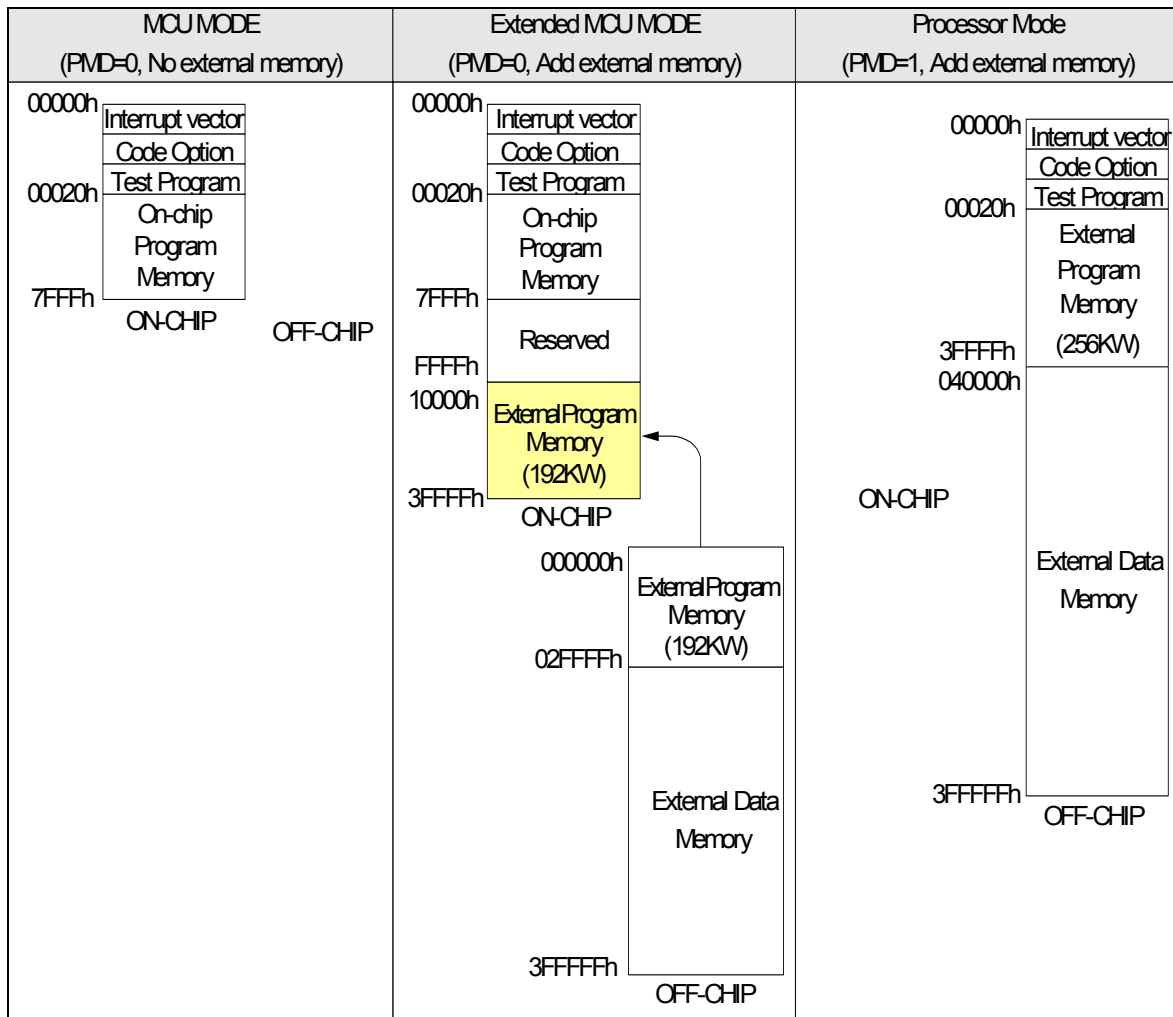 MCU MODE
(PMD=0, No external memory)
00000h
Interrupt vector
Code Option
Test Program
00020h
On-chip
Program
Memory
7FFFh
ON-CHIP
OFF-CHIP
Extended MCU MODE
(PMD=0, Add external memory)
00000h
Interrupt vector
Code Option
Test Program
00020h
On-chip
Program
Memory
7FFFh
Reserved
FFFFh
10000h
External Program
Memory
(192KW)
3FFFFh
ON-CHIP
000000h
External Program
Memory
(192KW)
02FFFFh
External Data
Memory
3FFFFFh
OFF-CHIP
Processor Mode
(PMD=1, Add external memory)
00000h
Interrupt vector
Code Option
Test Program
00020h
External
Program
Memory
(256KW)
3FFFFh
040000h
ON-CHIP
External Data
Memory
3FFFFFh
OFF-CHIP